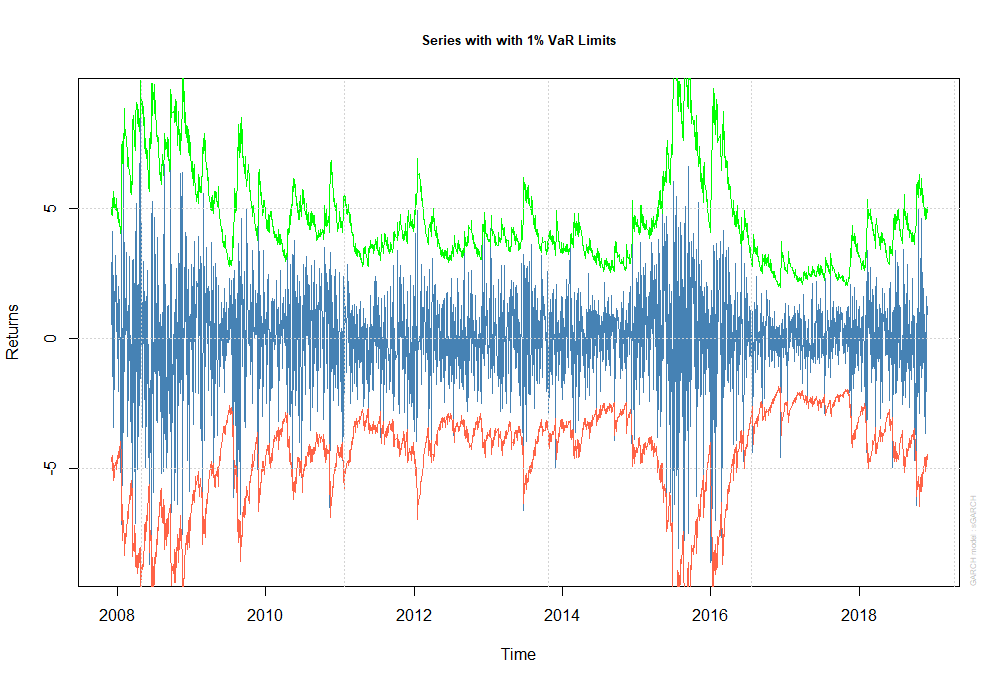 Series with with 1% VaR Limits
Returns
5
0
-5
2008 2010 2012 2014 2016 2018
Time
GARCH model : sGARCH